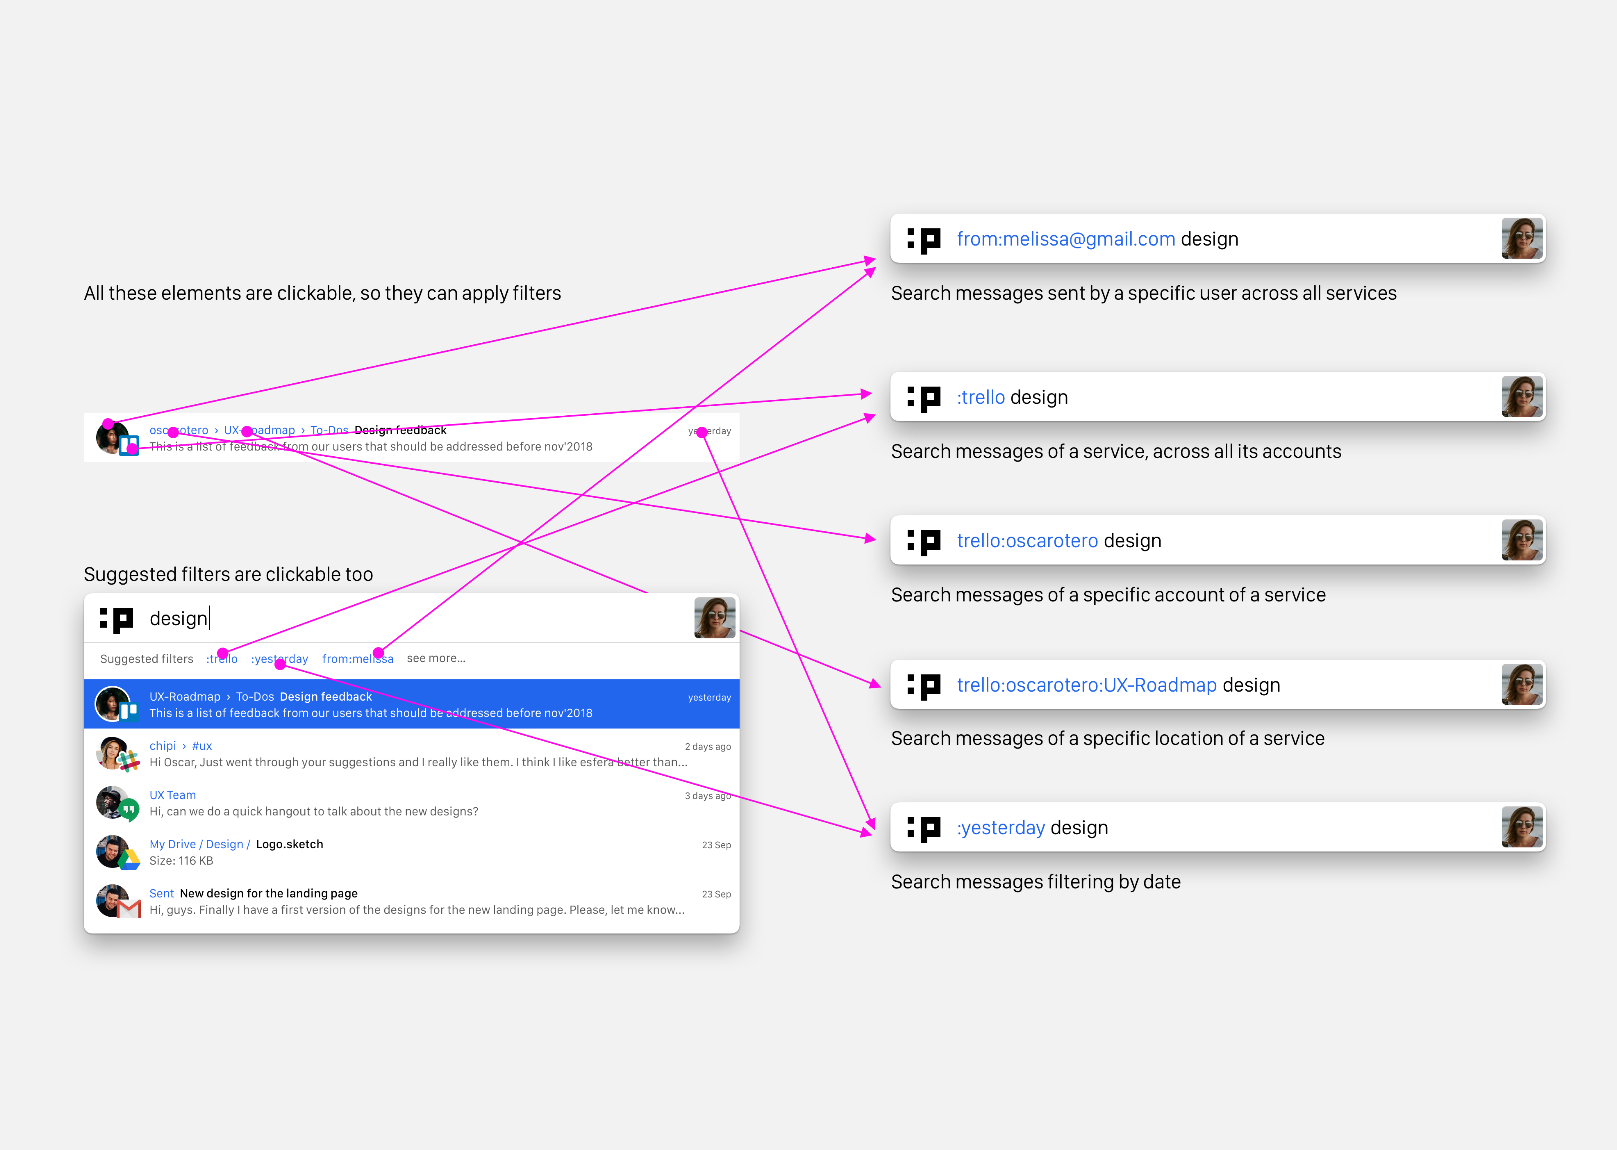 All these elements are clickable, so they can apply filters
oscarotero › UX-Roadmap › To-Dos Design feedback yesterday
This is a list of feedback from our users that should be addressed before nov'2018
Suggested filters are clickable too
:p design
Suggested filters :trello :yesterday from:melissa see more...
UX-Roadmap › To-Dos Design feedback yesterday
This is a list of feedback from our users that should be addressed before nov'2018
chipi › #ux 2 days ago
Hi Oscar, Just went through your suggestions and I really like them. I think I like esfera better than...
UX Team 3 days ago
Hi, can we do a quick hangout to talk about the new designs?
My Drive / Design / Logo.sketch 23 Sep
Size: 116 KB
Sent New design for the landing page 23 Sep
Hi, guys. Finally I have a first version of the designs for the new landing page. Please, let me know...
:p from:melissa@gmail.com design
Search messages sent by a specific user across all services
:p :trello design
Search messages of a service, across all its accounts
:p trello:oscarotero design
Search messages of a specific account of a service
:p trello:oscarotero:UX-Roadmap design
Search messages of a specific location of a service
:p :yesterday design
Search messages filtering by date